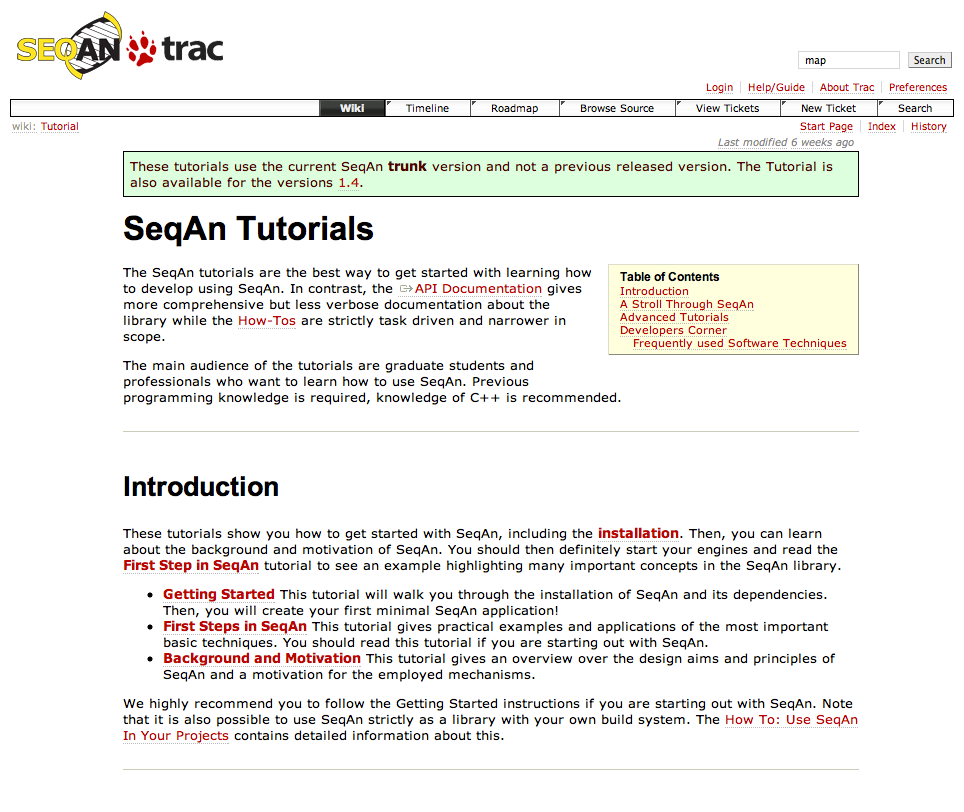 SEQAN trac
map
Search
Login
Help/Guide
About Trac
Preferences
Wiki
Timeline
Roadmap
Browse Source
View Tickets
New Ticket
Search
wiki: Tutorial
Start Page
Index
History
Last modified 6 weeks ago
These tutorials use the current SeqAn trunk version and not a previous released version. The Tutorial is
also available for the versions 1.4.
SeqAn Tutorials
The SeqAn tutorials are the best way to get started with learning how
to develop using SeqAn. In contrast, the API Documentation gives
more comprehensive but less verbose documentation about the
library while the How-Tos are strictly task driven and narrower in
scope.
Table of Contents
Introduction
A Stroll Through SeqAn
Advanced Tutorials
Developers Corner
Frequently used Software Techniques
The main audience of the tutorials are graduate students and
professionals who want to learn how to use SeqAn. Previous
programming knowledge is required, knowledge of C++ is recommended.
Introduction
These tutorials show you how to get started with SeqAn, including the installation. Then, you can learn
about the background and motivation of SeqAn. You should then definitely start your engines and read the
First Step in SeqAn tutorial to see an example highlighting many important concepts in the SeqAn library.
• Getting Started This tutorial will walk you through the installation of SeqAn and its dependencies.
Then, you will create your first minimal SeqAn application!
• First Steps in SeqAn This tutorial gives practical examples and applications of the most important
basic techniques. You should read this tutorial if you are starting out with SeqAn.
• Background and Motivation This tutorial gives an overview over the design aims and principles of
SeqAn and a motivation for the employed mechanisms.
We highly recommend you to follow the Getting Started instructions if you are starting out with SeqAn. Note
that it is also possible to use SeqAn strictly as a library with your own build system. The How To: Use SeqAn
In Your Projects contains detailed information about this.